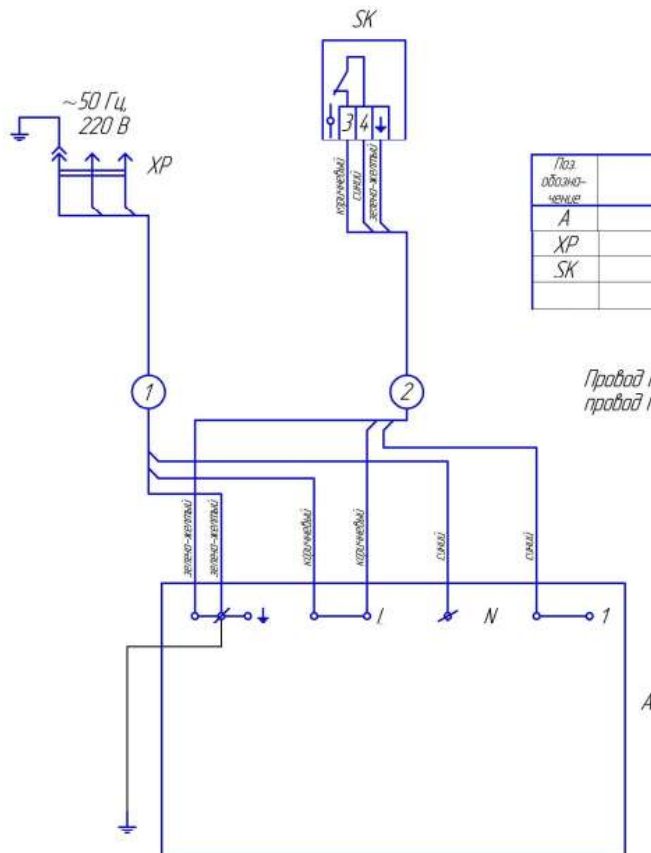 SK
~50 Гц,
220 В
XP
3 4
коричневый
синий
зелено-желтый
Поз.
обозна-
чение
A
XP
SK
1
2
Провод
провод
зелено-желтый
зелено-желтый
коричневый
коричневый
синий
синий
L
N
1
A